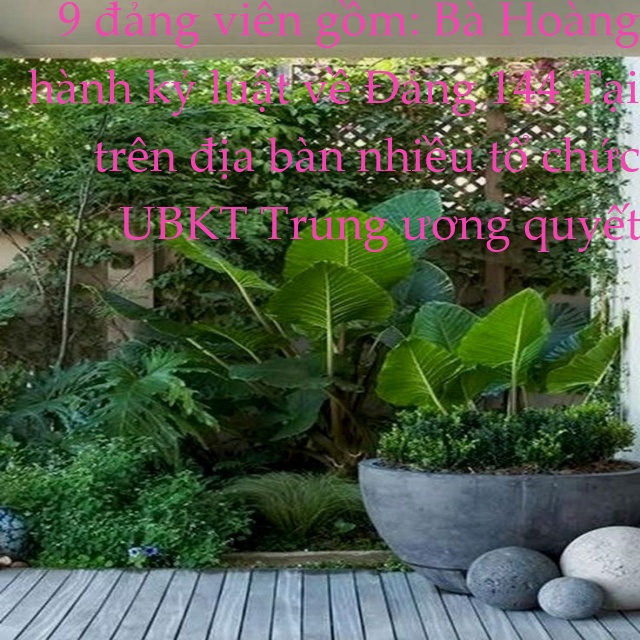 9 đảng viên gồm: Bà Hoàng
hành kỷ luật về Đảng 144 Tại
trên địa bàn nhiều tổ chức
UBKT Trung ương quyết